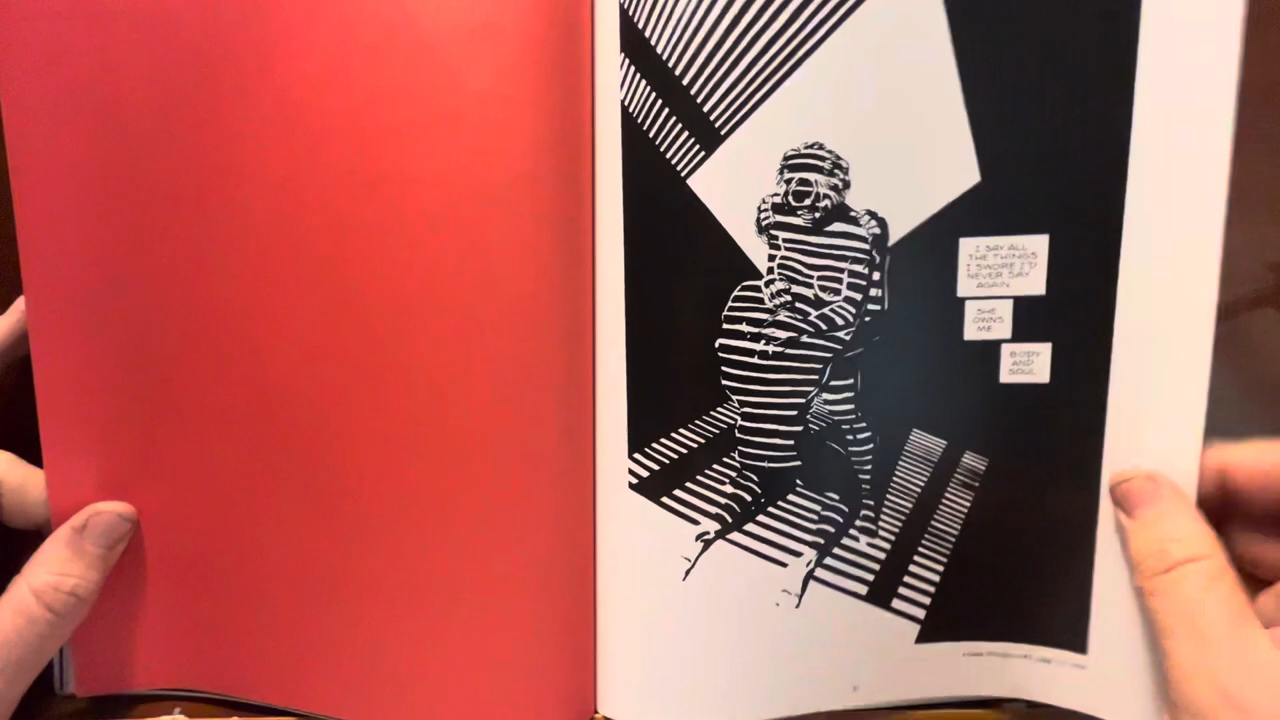 I SAY ALL
THE THINGS
I SWORE I'D
NEVER SAY
AGAIN.
SHE
OWNS
ME
BODY
AND
SOUL.